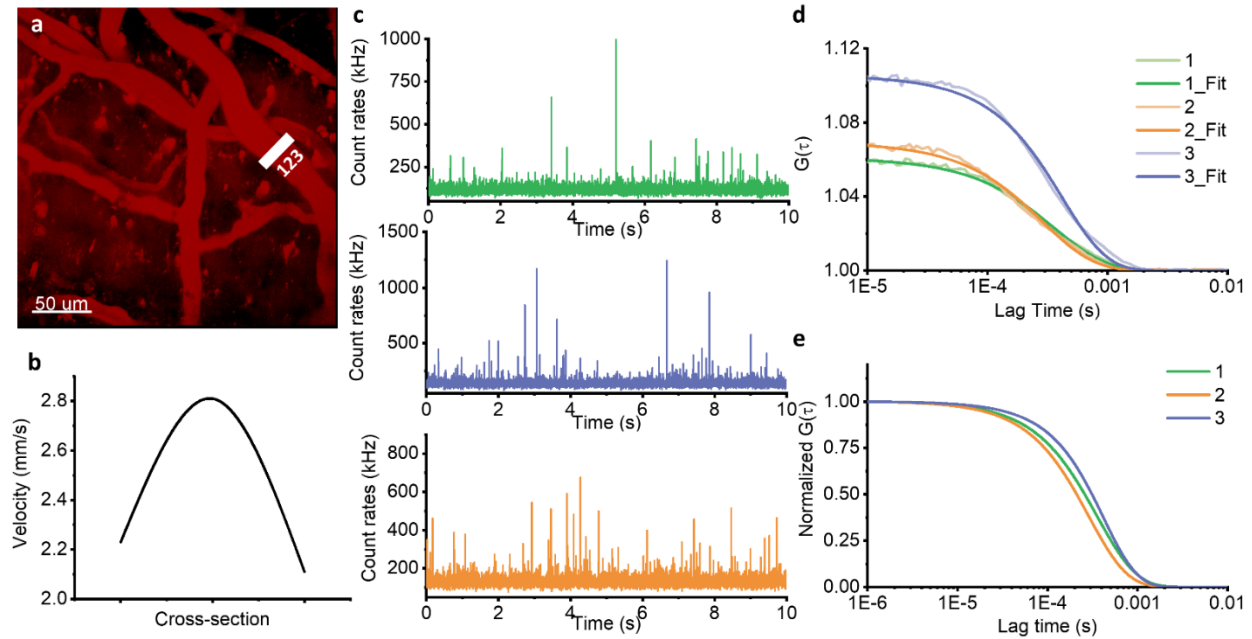 a
123
50 um
b
Velocity (mm/s)
2.8
2.6
2.4
2.2
2.0
Cross-section
c
Count rates (kHz)
1000
750
500
250
0 2 4 6 8 10
Time (s)
Count rates (kHz)
1500
1000
500
0 2 4 6 8 10
Time (s)
Count rates (kHz)
800
600
400
200
0 2 4 6 8 10
Time (s)
d
G(τ)
1.12
1.08
1.04
1.00
1E-5 1E-4 0.001 0.01
Lag Time (s)
1
1_Fit
2
2_Fit
3
3_Fit
e
Normalized G(τ)
1.00
0.75
0.50
0.25
0.00
1E-6 1E-5 1E-4 0.001 0.01
Lag time (s)
1
2
3